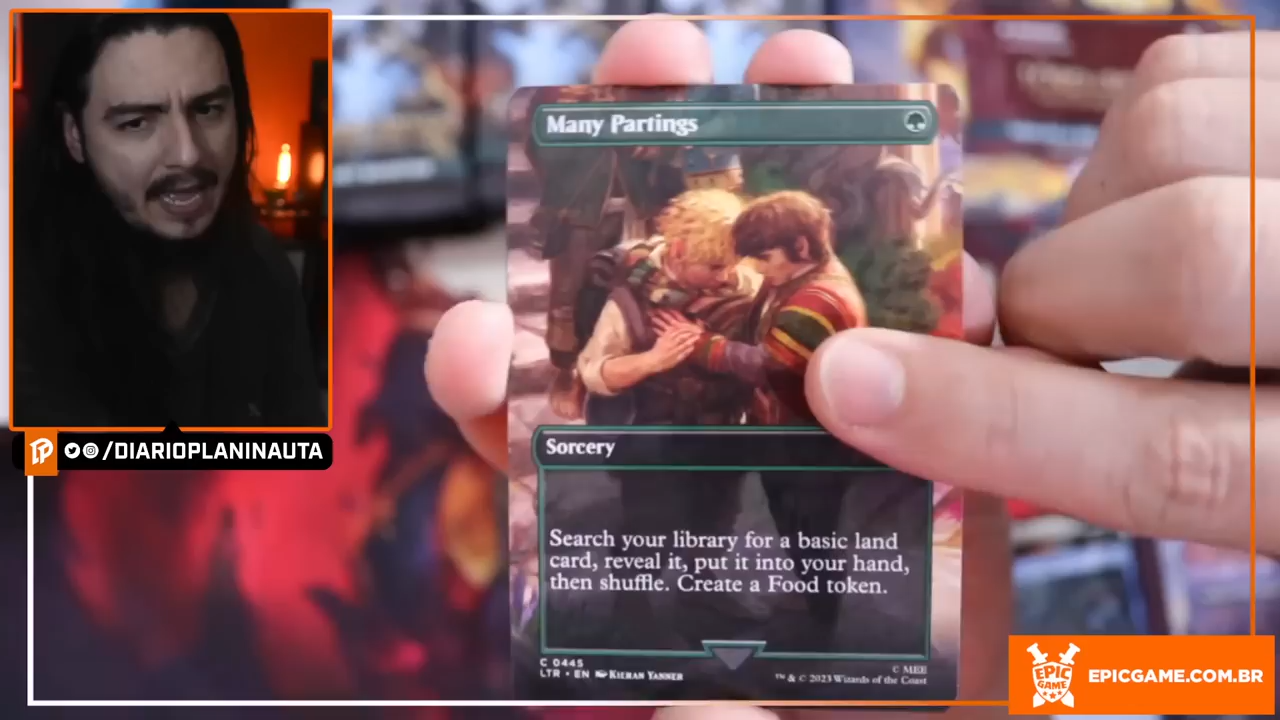 Many Partings
Sorcery
Search your library for a basic land
card, reveal it, put it into your hand,
then shuffle. Create a Food token.
C 0445
LTR • EN KIERAN YANNER
© MEE
™ & © 2023 Wizards of the Coast
/DIARIOPLANINAUTA
EPIC
GAME
EPICGAME.COM.BR